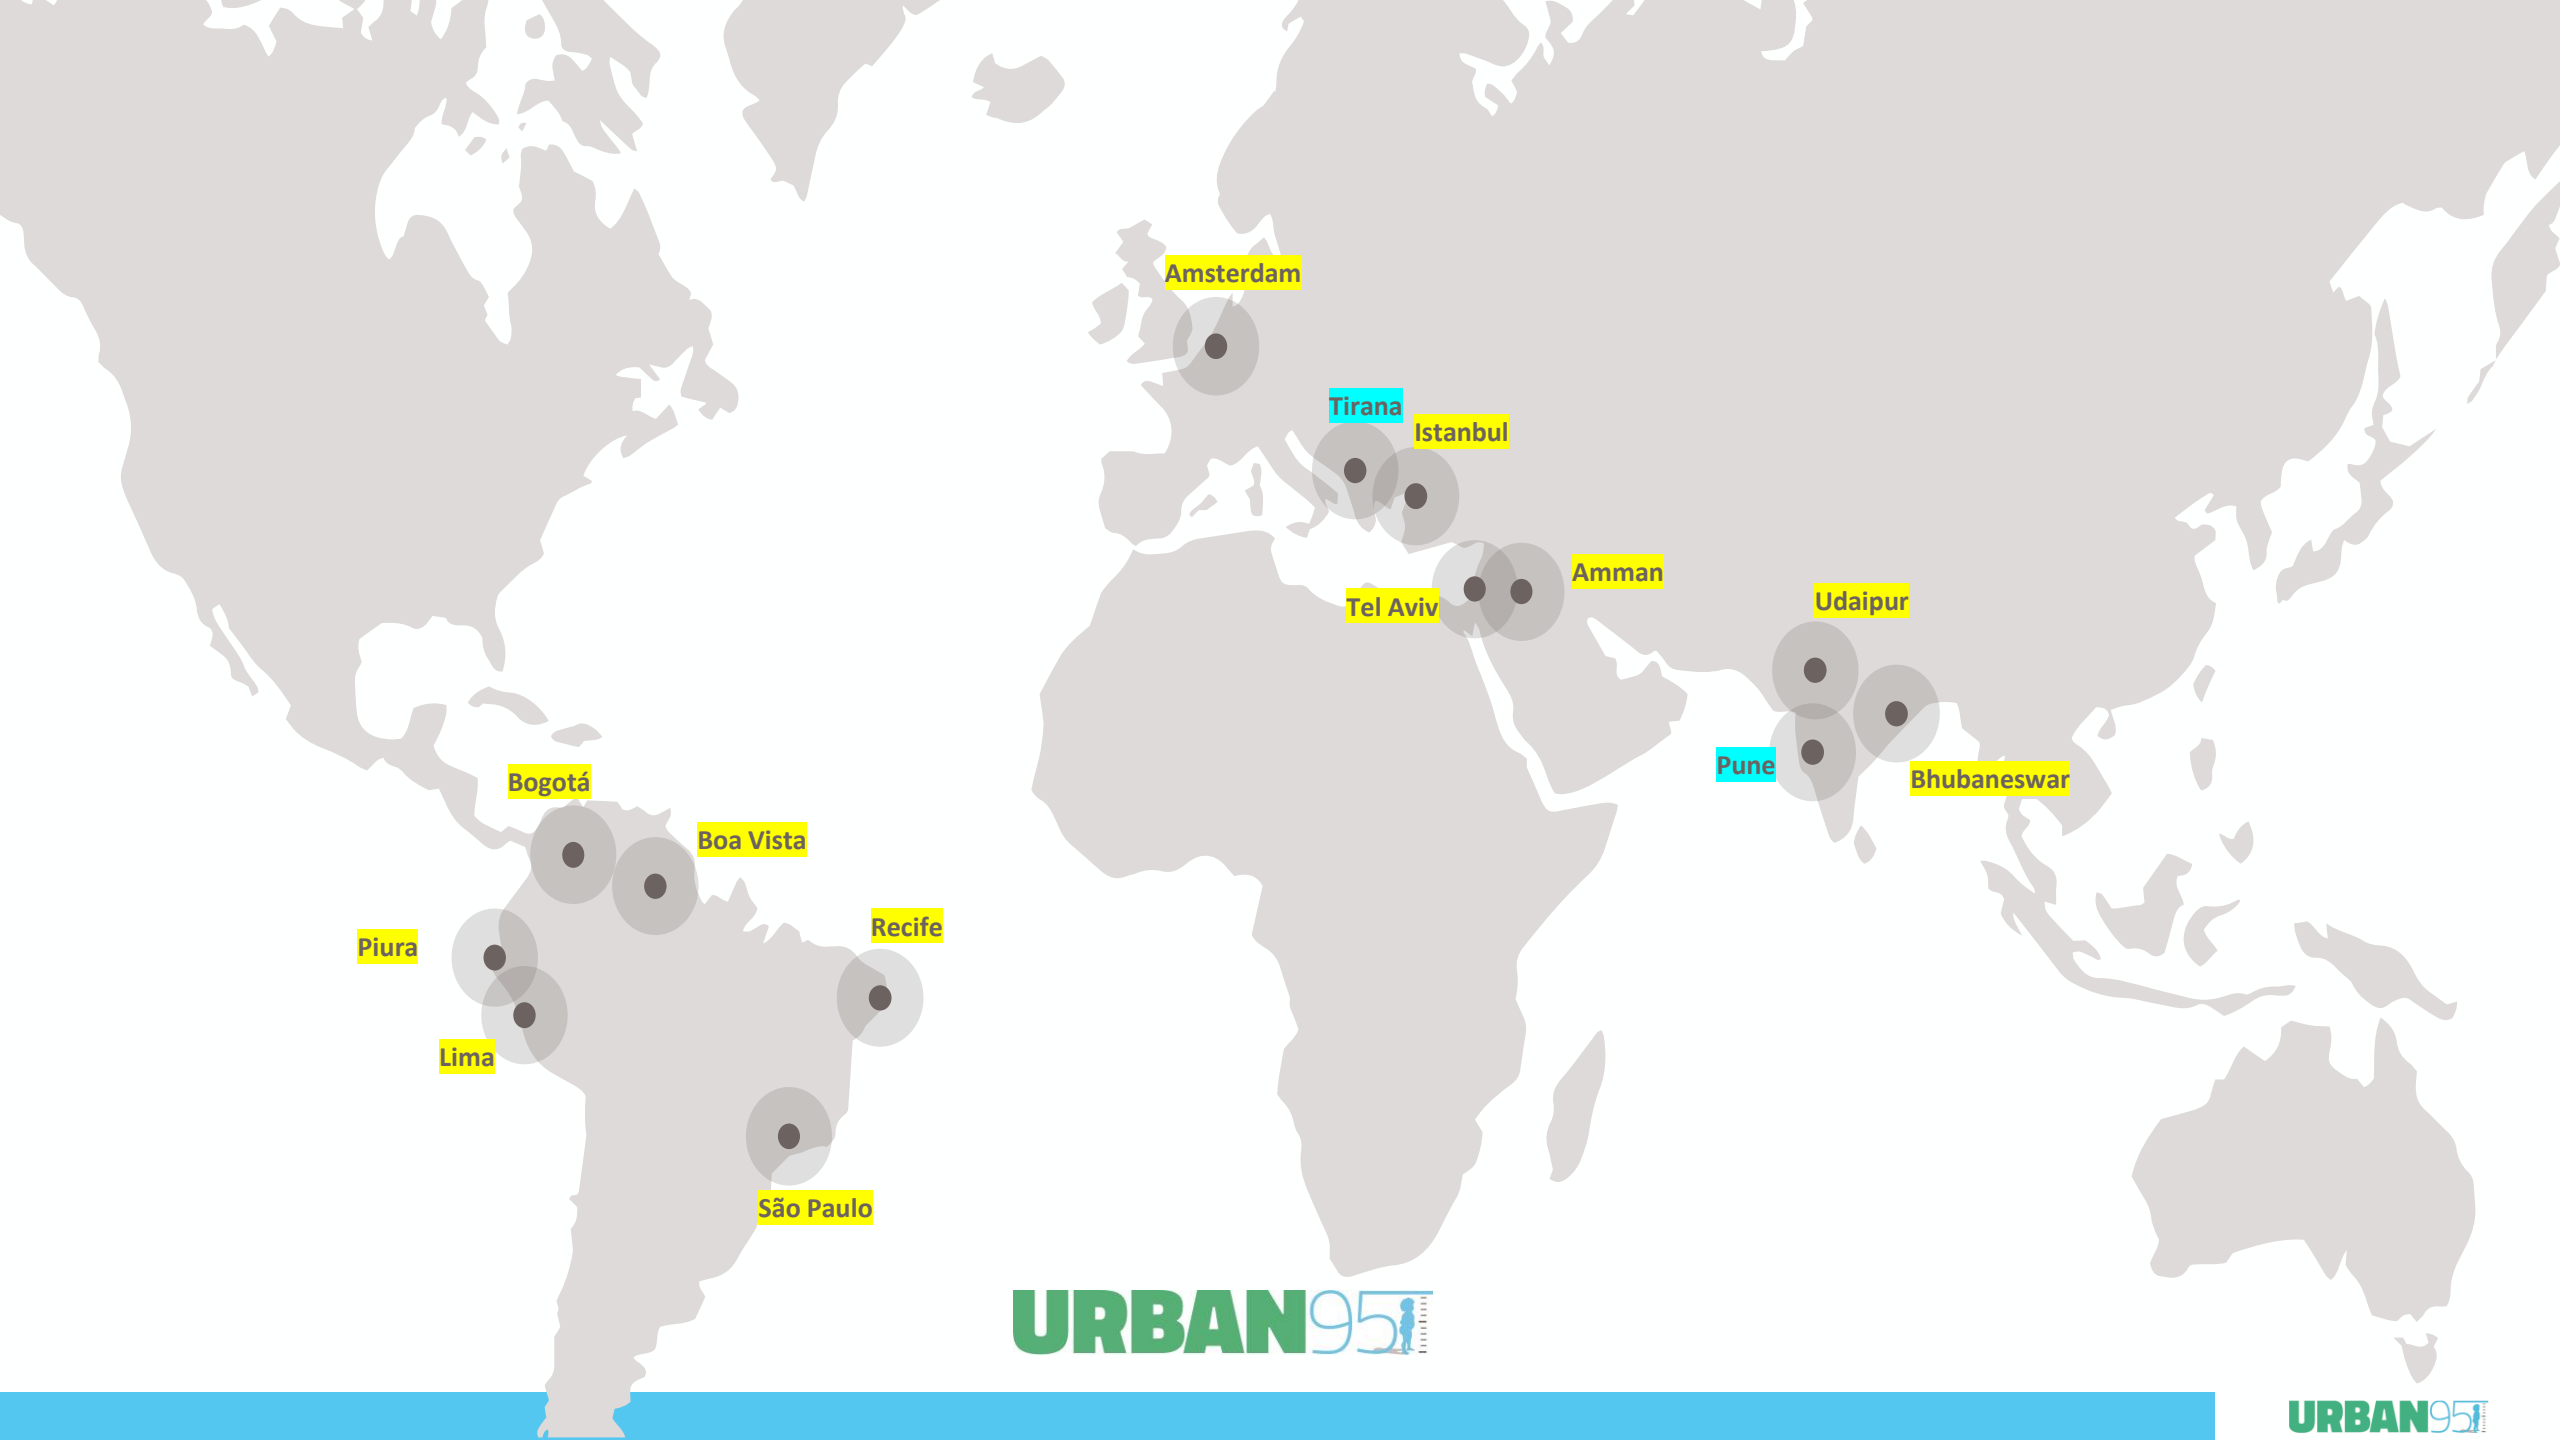 Amsterdam
Tirana
Istanbul
Amman
Tel Aviv
Udaipur
Pune
Bhubaneswar
Bogotá
Boa Vista
Recife
Piura
Lima
São Paulo
URBAN95
URBAN95